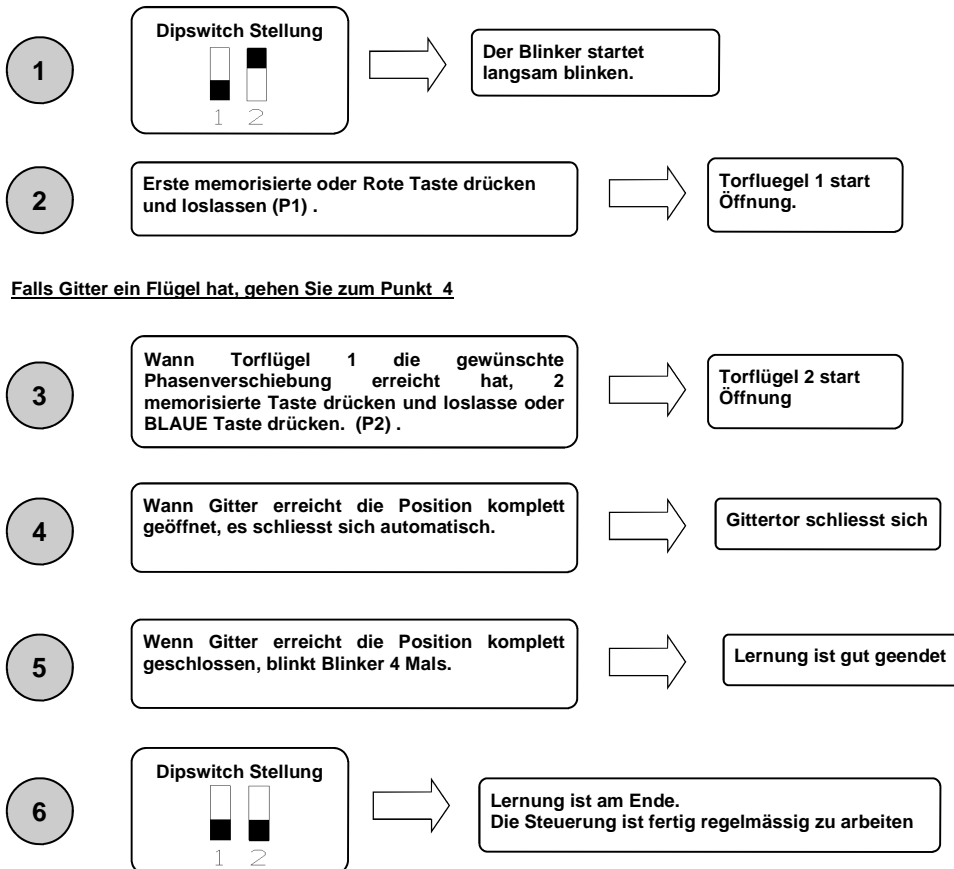 Dipswitch Stellung
1
1 2
Der Blinker startet
langsam blinken.
2
Erste memorisierte oder Rote Taste drücken
und loslassen (P1) .
Torfluegel 1 start
Öffnung.
Falls Gitter ein Flügel hat, gehen Sie zum Punkt 4
3
Wann Torflügel 1 die gewünschte
Phasenverschiebung erreicht hat, 2
memorisierte Taste drücken und loslasse oder
BLAUE Taste drücken. (P2) .
Torflügel 2 start
Öffnung
4
Wann Gitter erreicht die Position komplett
geöffnet, es schliesst sich automatisch.
Gittertor schliesst sich
5
Wenn Gitter erreicht die Position komplett
geschlossen, blinkt Blinker 4 Mals.
Lernung ist gut geendet
6
Dipswitch Stellung
1 2
Lernung ist am Ende.
Die Steuerung ist fertig regelmässig zu arbeiten